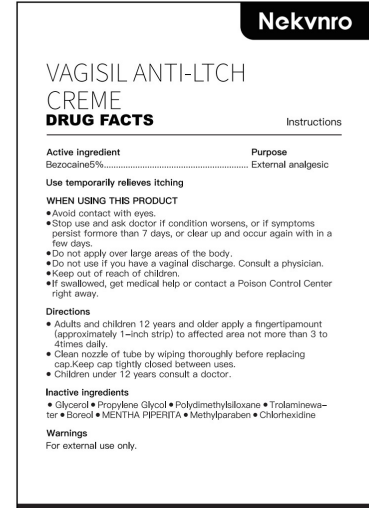 Nekvnro
VAGISIL ANTI-LTCH
CREME
DRUG FACTS
Instructions
Active ingredient Purpose
Bezocaine5%........................................................ External analgesic
Use temporarily relieves itching
WHEN USING THIS PRODUCT
●Avoid contact with eyes.
●Stop use and ask doctor if condition worsens, or if symptoms
persist formore than 7 days, or clear up and occur again with in a
few days.
●Do not apply over large areas of the body.
●Do not use if you have a vaginal discharge. Consult a physician.
●Keep out of reach of children.
●If swallowed, get medical help or contact a Poison Control Center
right away.
Directions
● Adults and children 12 years and older apply a fingertipamount
(approximately 1-inch strip) to affected area not more than 3 to
4times daily.
● Clean nozzle of tube by wiping thoroughly before replacing
cap.Keep cap tightly closed between uses.
● Children under 12 years consult a doctor.
Inactive ingredients
● Glycerol ● Propylene Glycol ● Polydimethylsiloxane ● Trolaminewa-
ter ● Boreol ● MENTHA PIPERITA ● Methylparaben ● Chlorhexidine
Warnings
For external use only.